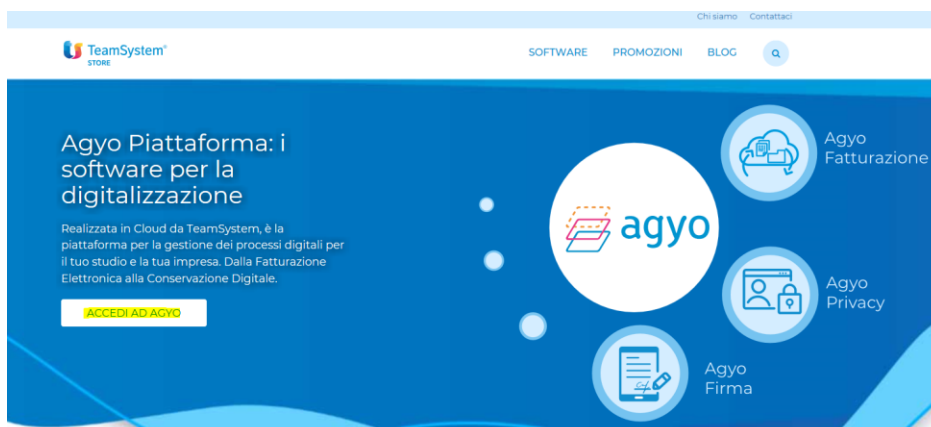 Chi siamo Contattaci
TeamSystem®
STORE
SOFTWARE PROMOZIONI BLOG
Agyo Piattaforma: i
software per la
digitalizzazione
Realizzata in Cloud da TeamSystem, è la
piattaforma per la gestione dei processi digitali per
il tuo studio e la tua impresa. Dalla Fatturazione
Elettronica alla Conservazione Digitale.
ACCEDI AD AGYO
agyo
Agyo
Fatturazione
Agyo
Privacy
Agyo
Firma